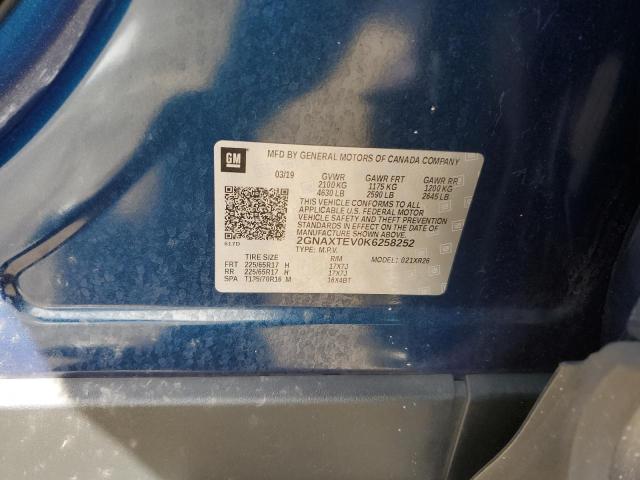 GM
MFD BY GENERAL MOTORS OF CANADA COMPANY
03/19 GVWR GAWR FRT GAWR RR
2100 KG 1175 KG 1200 KG
4630 LB 2590 LB 2645 LB
THIS VEHICLE CONFORMS TO ALL
APPLICABLE U.S. FEDERAL MOTOR
VEHICLE SAFETY AND THEFT PREVENTION
STANDARDS IN EFFECT ON THE DATE OF
MANUFACTURE SHOWN ABOVE.
617D 2GNAXTEV0K6258252
TYPE: M.P.V. MODEL: 021XR26
TIRE SIZE RIM
FRT 225/65R17 H 17X7J
RR 225/65R17 H 17X7J
SPA T135/70R16 M 16X4BT